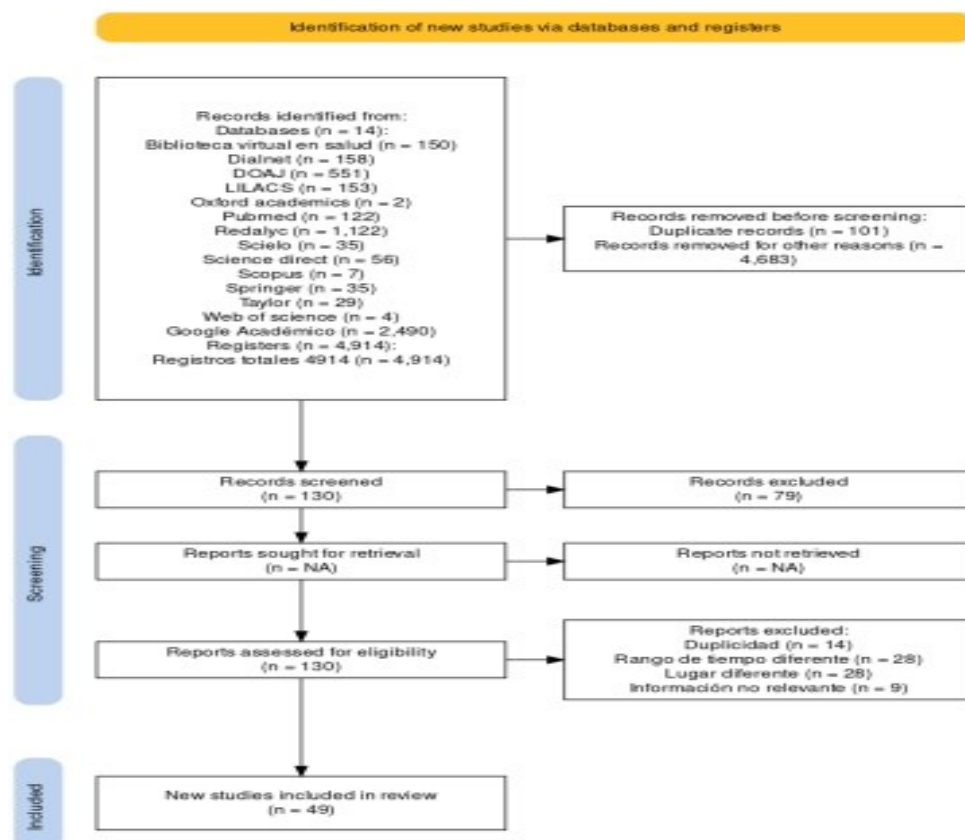 Identification of new studies via databases and registers
Identification
Records identified from:
Databases (n = 14):
Biblioteca virtual en salud (n = 150)
Dialnet (n = 158)
DOAJ (n = 551)
LILACS (n = 153)
Oxford academics (n = 2)
Pubmed (n = 122)
Redalyc (n = 1,122)
Scielo (n = 35)
Science direct (n = 56)
Scopus (n = 7)
Springer (n = 35)
Taylor (n = 29)
Web of science (n = 4)
Google Académico (n = 2,490)
Registers (n = 4,914):
Registros totales 4914 (n = 4,914)
Records removed before screening:
Duplicate records (n = 101)
Records removed for other reasons (n =
4,683)
Screening
Records screened
(n = 130)
Records excluded
(n = 79)
Reports sought for retrieval
(n = NA)
Reports not retrieved
(n = NA)
Reports assessed for eligibility
(n = 130)
Reports excluded:
Duplicidad (n = 14)
Rango de tiempo diferente (n = 28)
Lugar diferente (n = 28)
Información no relevante (n = 9)
Included
New studies included in review
(n = 49)